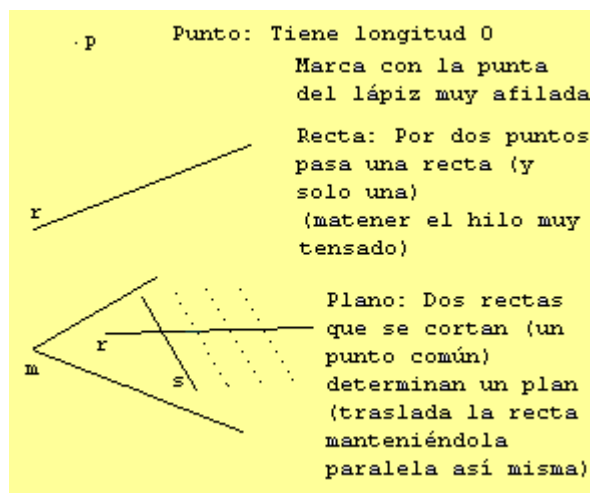 p
Punto: Tiene longitud 0
Marca con la punta
del lápiz muy afilada
Recta: Por dos puntos
pasa una recta (y
solo una)
(matener el hilo muy
tensado)
r
Plano: Dos rectas
que se cortan (un
punto común)
determinan un plan
(traslada la recta
manteniéndola
paralela así misma)
r
m
s